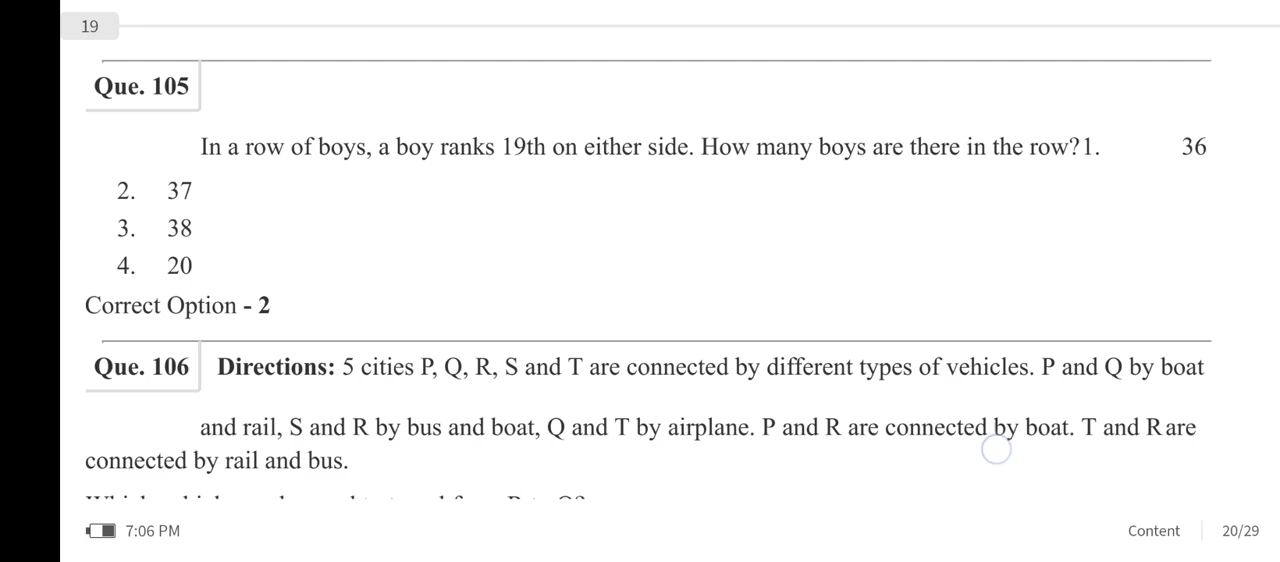 19
Que. 105
In a row of boys, a boy ranks 19th on either side. How many boys are there in the row?1. 36
2. 37
3. 38
4. 20
Correct Option - 2
Que. 106 Directions: 5 cities P, Q, R, S and T are connected by different types of vehicles. P and Q by boat
and rail, S and R by bus and boat, Q and T by airplane. P and R are connected by boat. T and R are
connected by rail and bus.
7:06 PM Content 20/29